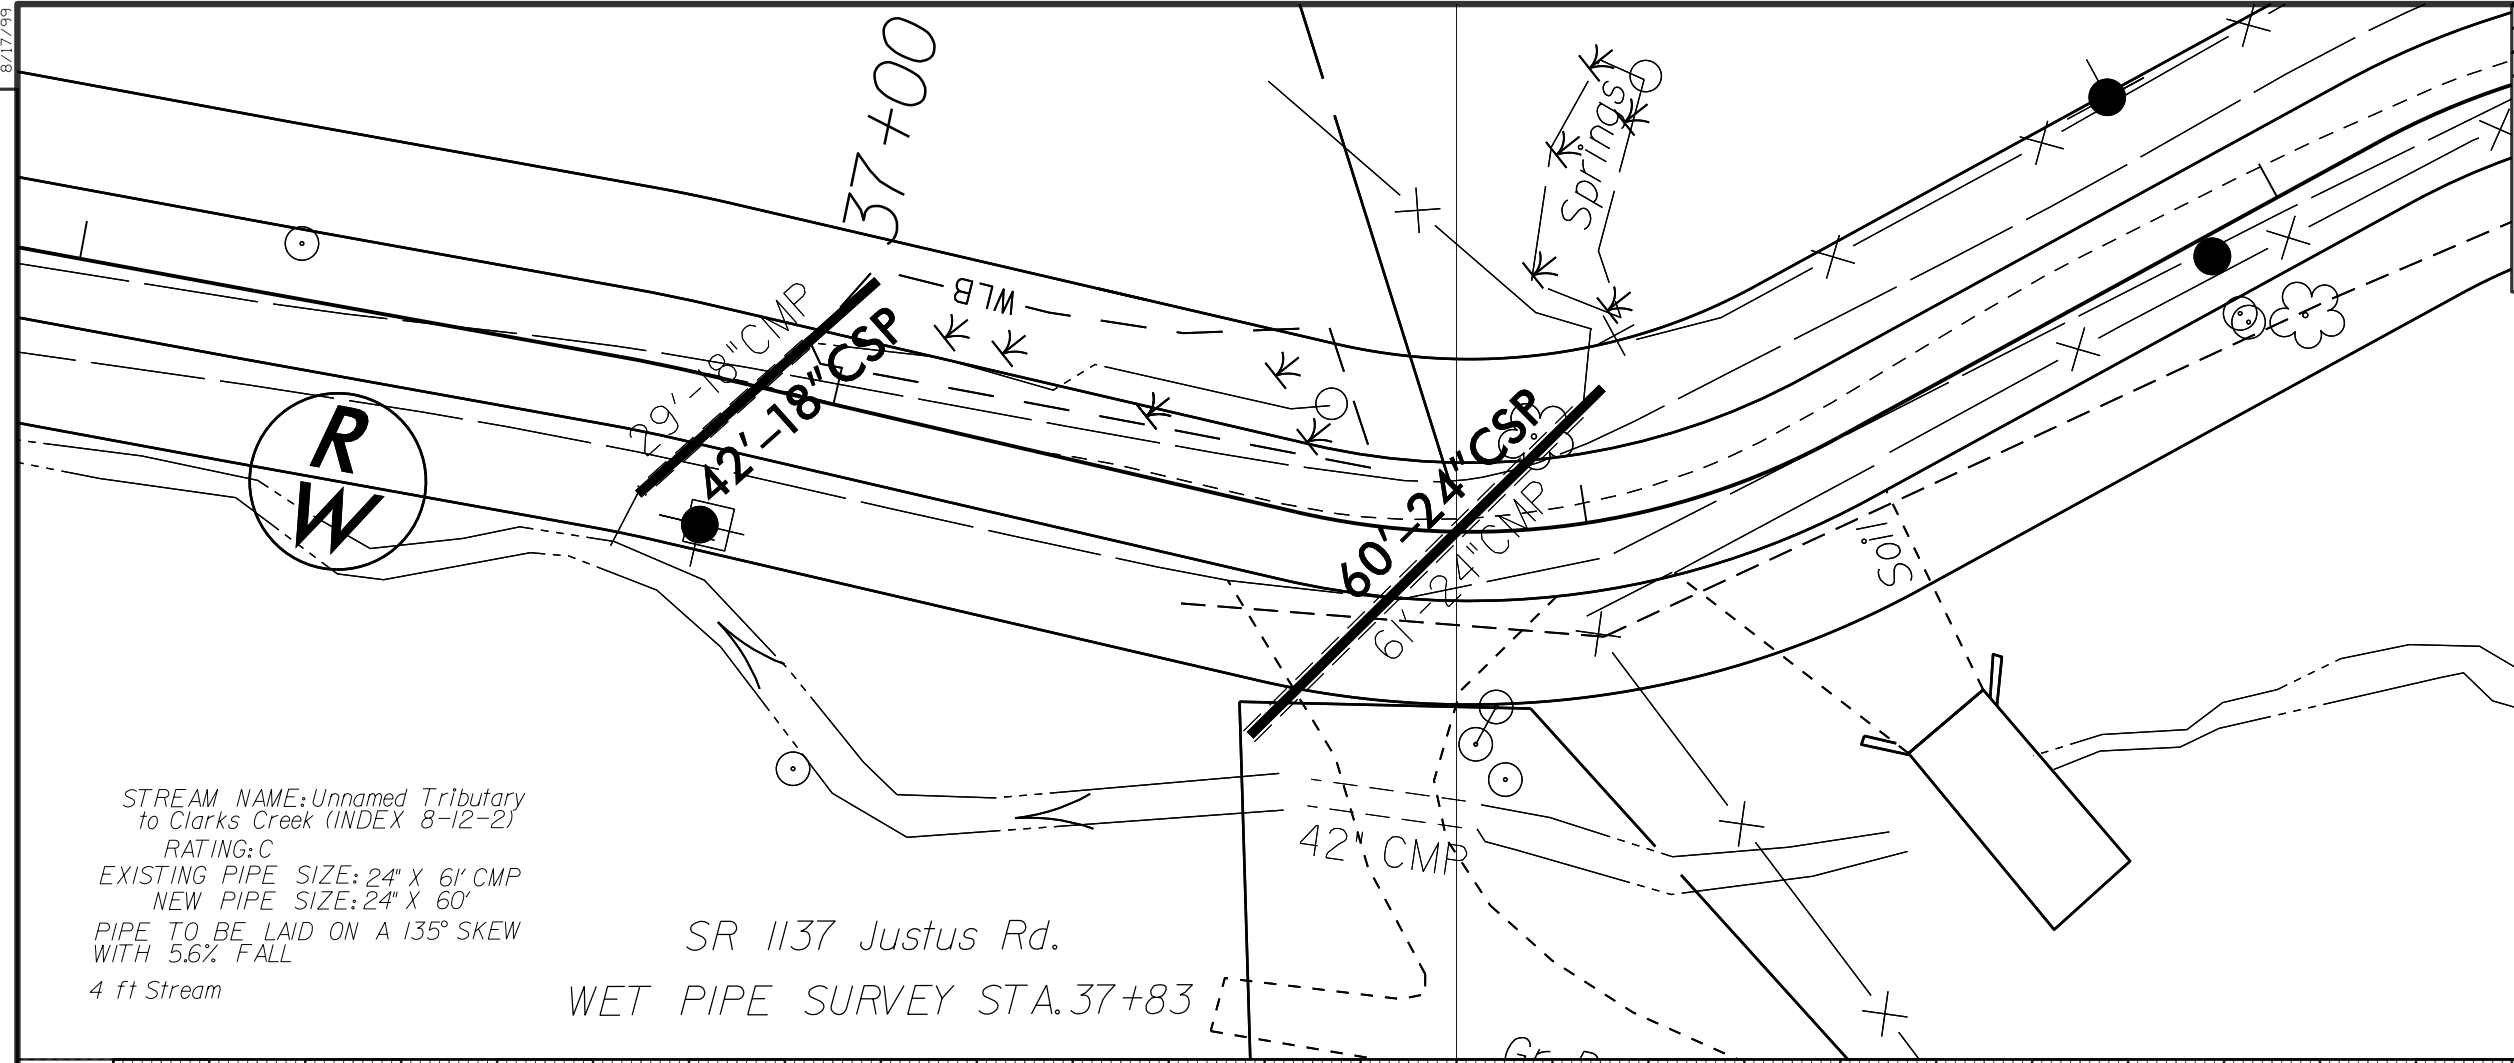 8/17/99
37+00
Springs
WLB
29'-18"CMP
42'-18"CSP
60'-24"CSP
61'-24"CMP
R
W
Soil
42" CMP
STREAM NAME: Unnamed Tributary
to Clarks Creek (INDEX 8-12-2)
RATING: C
EXISTING PIPE SIZE: 24" X 61' CMP
NEW PIPE SIZE: 24" X 60'
PIPE TO BE LAID ON A 135° SKEW
WITH 5.6% FALL
4 ft Stream
SR 1137 Justus Rd.
WET PIPE SURVEY STA. 37+83